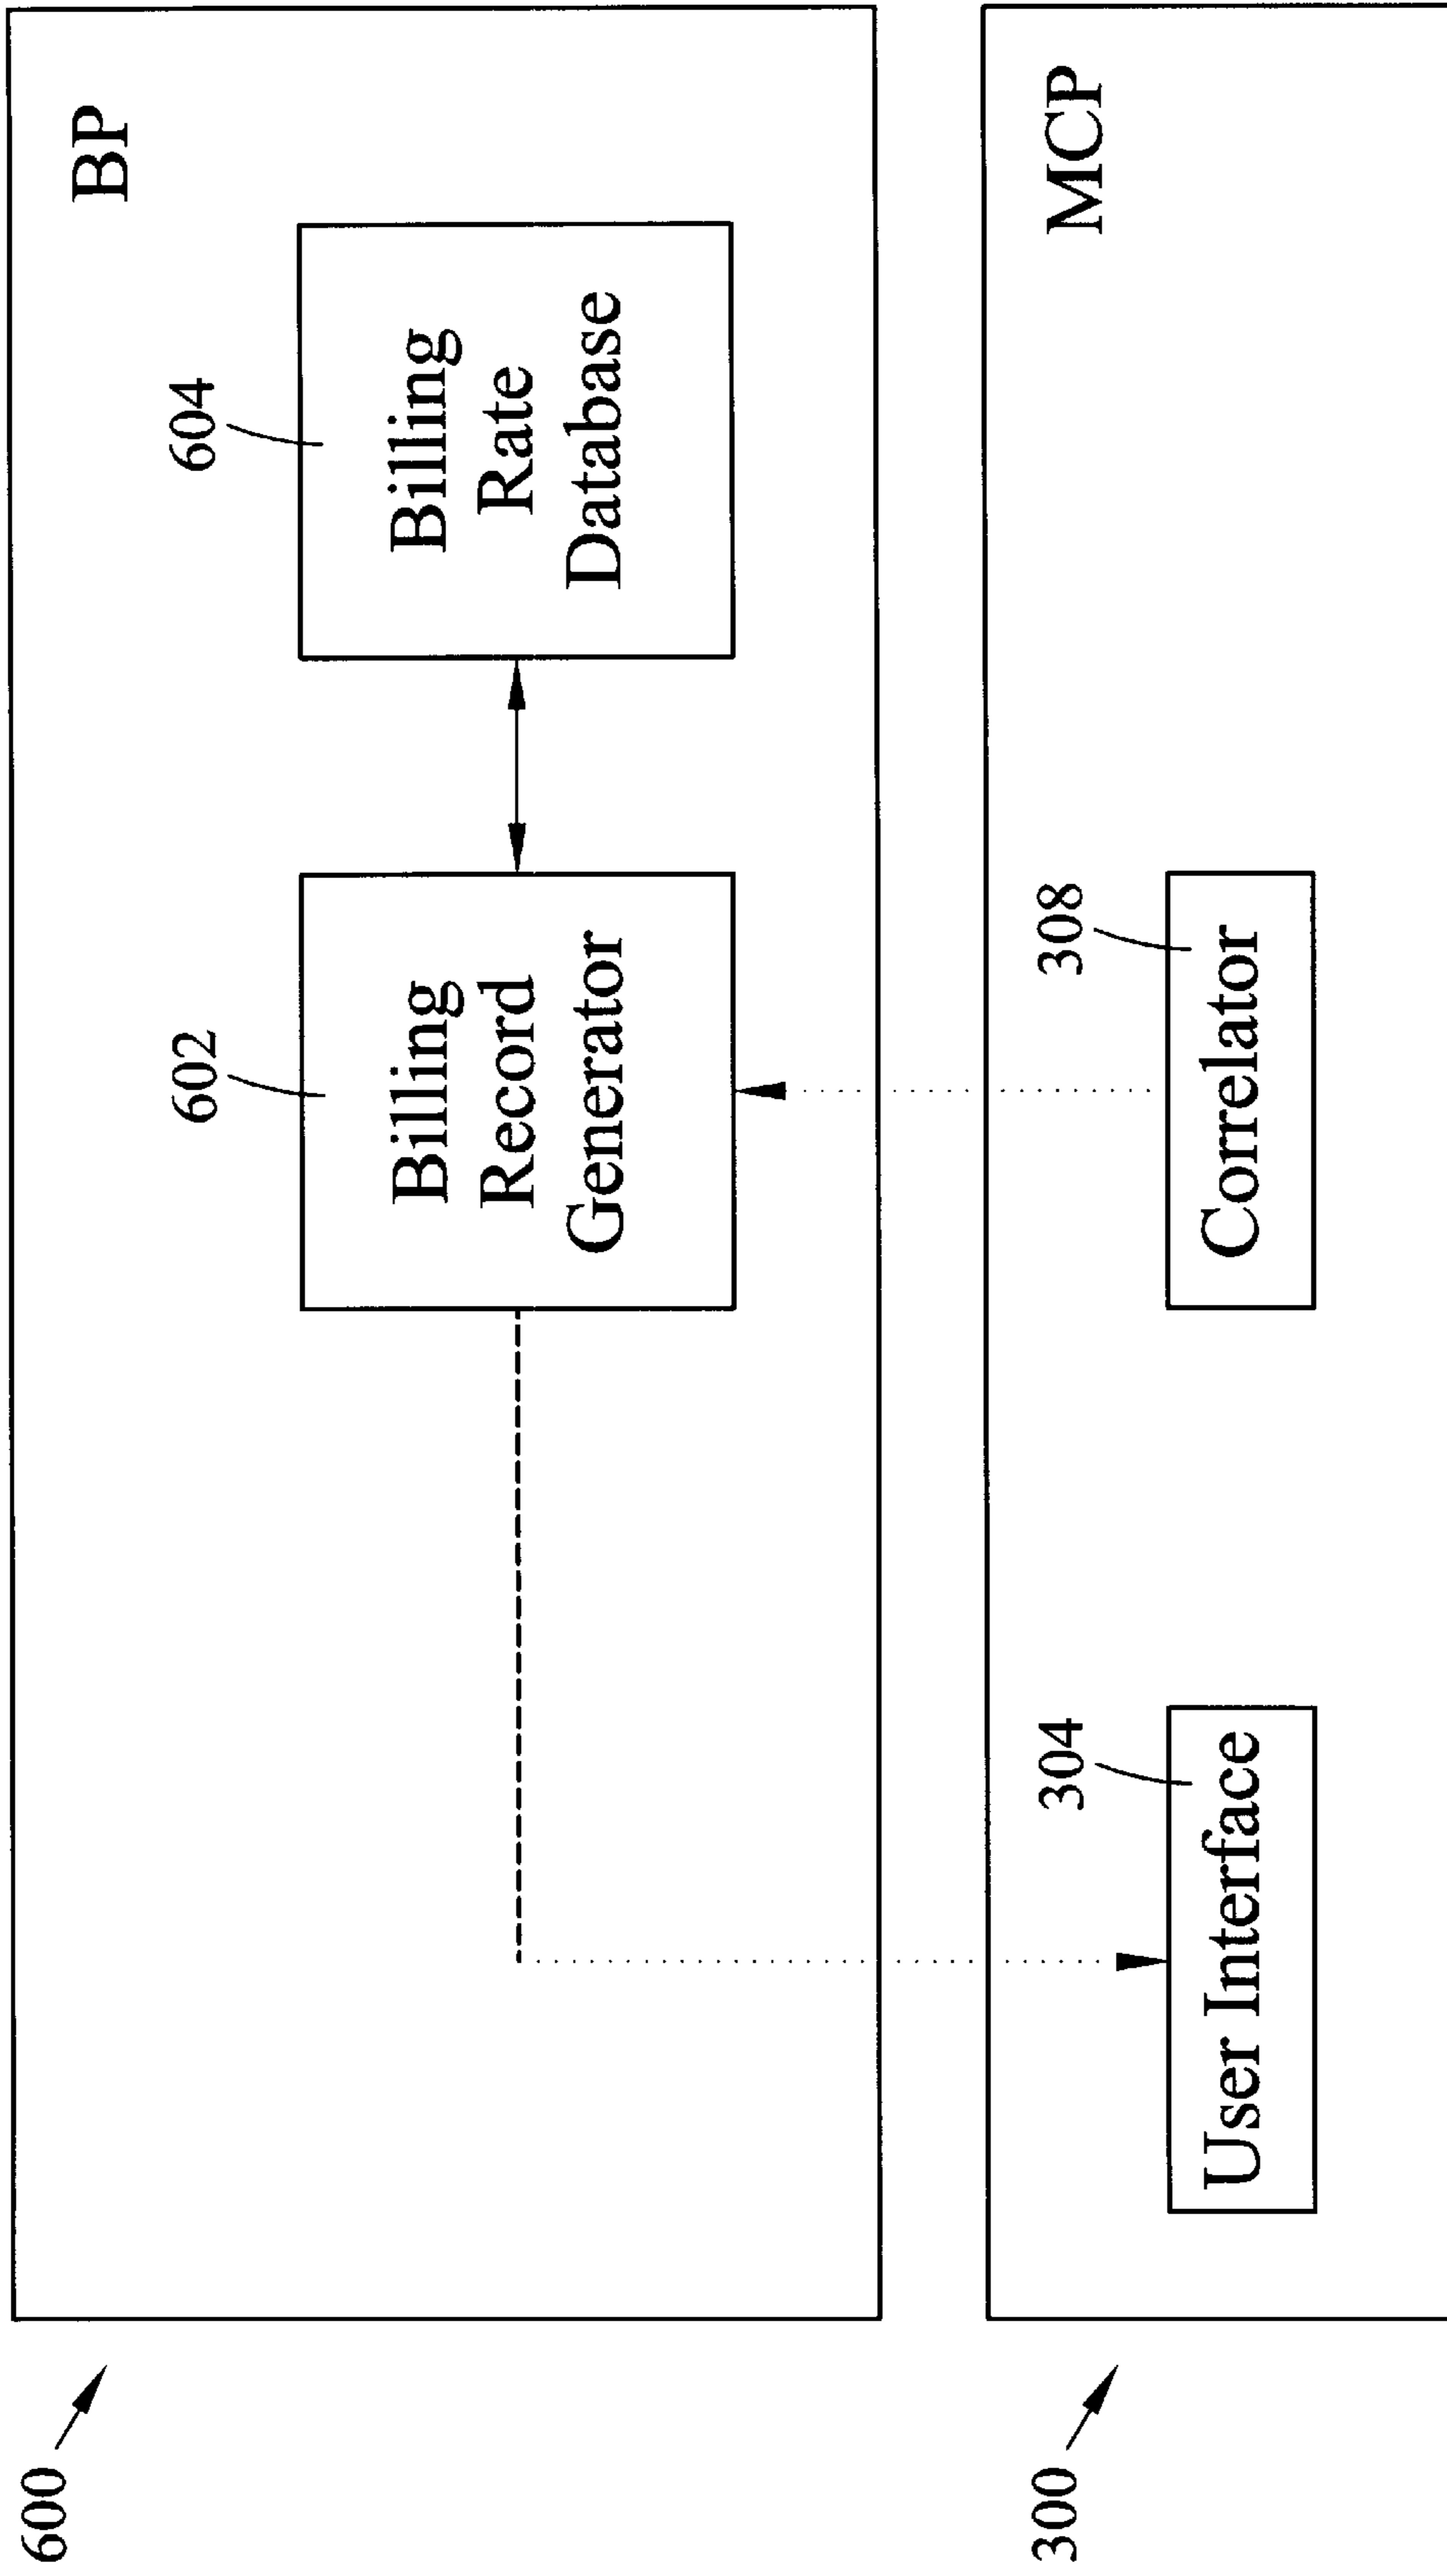 600
BP
602
Billing
Record
Generator
604
Billing
Rate
Database
300
MCP
304
User Interface
308
Correlator